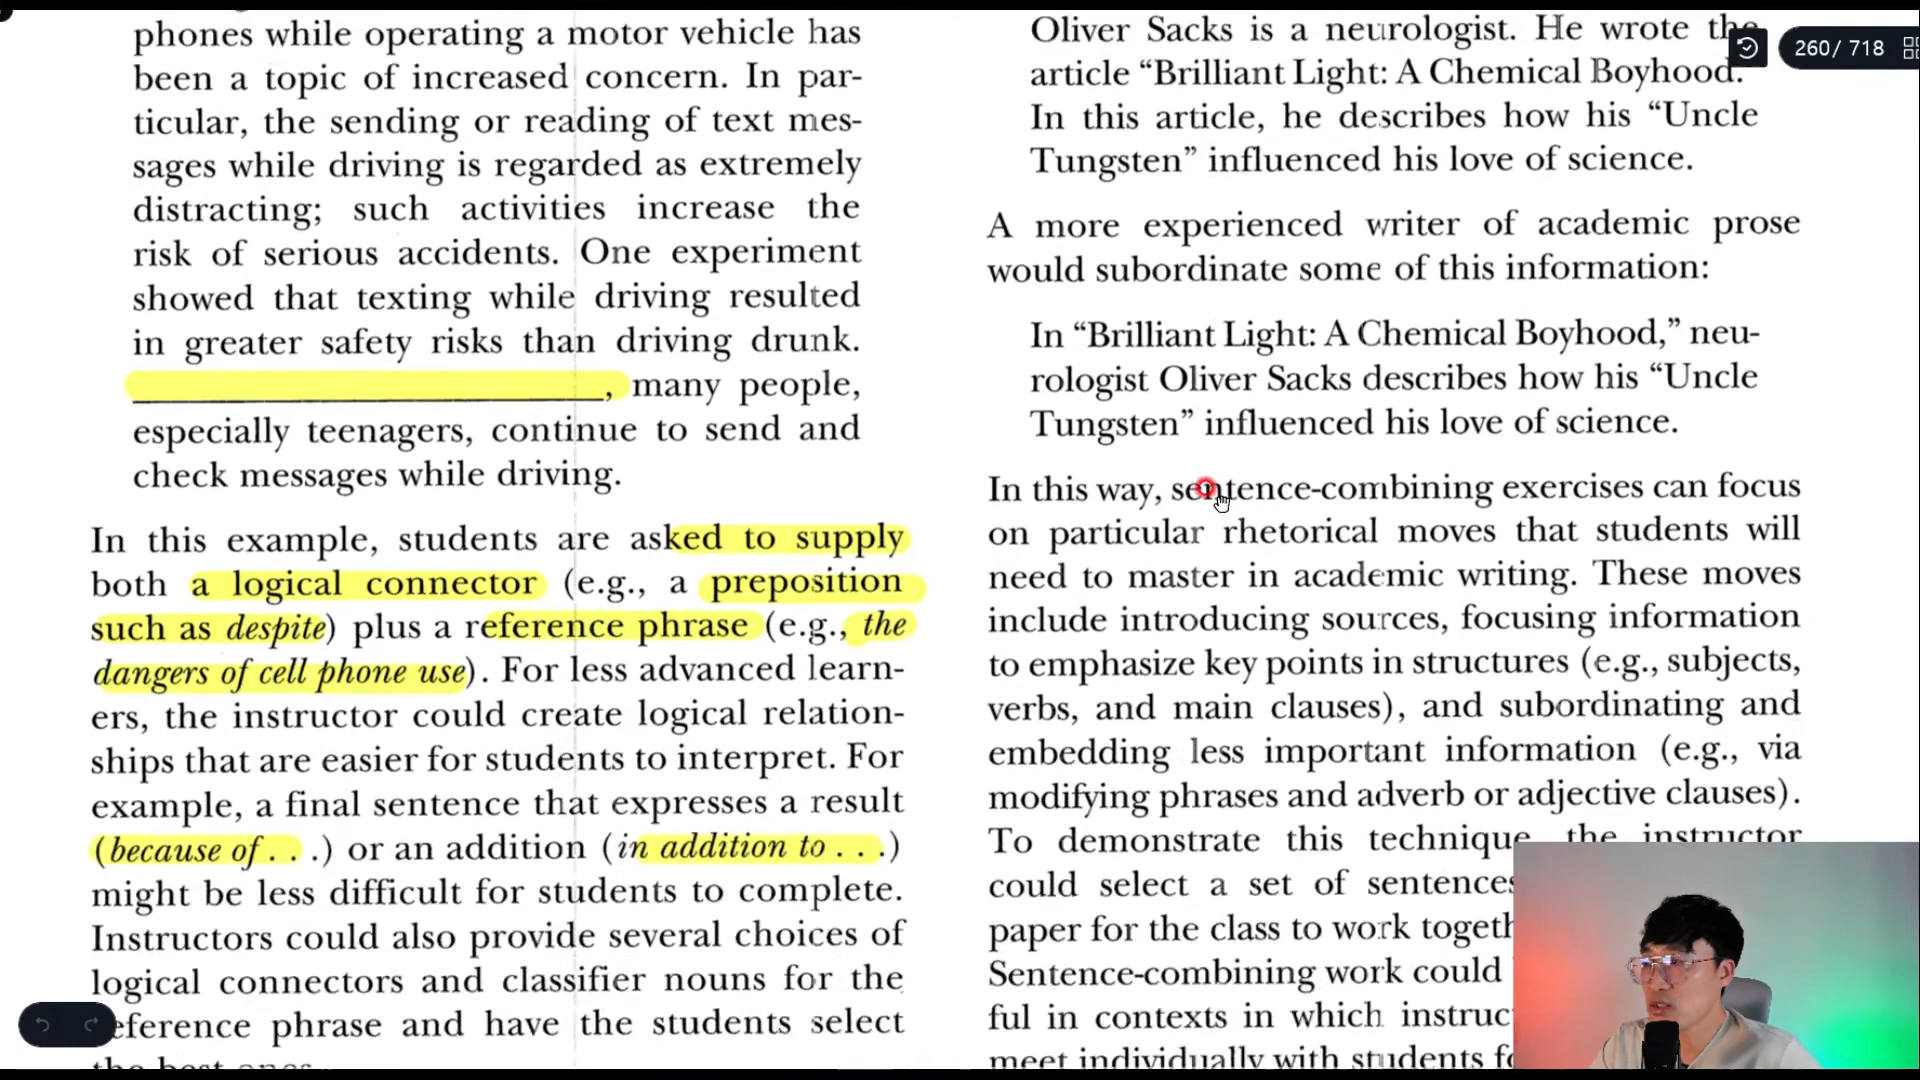 phones while operating a motor vehicle has
been a topic of increased concern. In par-
ticular, the sending or reading of text mes-
sages while driving is regarded as extremely
distracting; such activities increase the
risk of serious accidents. One experiment
showed that texting while driving resulted
in greater safety risks than driving drunk.
____________________, many people,
especially teenagers, continue to send and
check messages while driving.
In this example, students are asked to supply
both a logical connector (e.g., a preposition
such as despite) plus a reference phrase (e.g., the
dangers of cell phone use). For less advanced learn-
ers, the instructor could create logical relation-
ships that are easier for students to interpret. For
example, a final sentence that expresses a result
(because of . . .) or an addition (in addition to . . .)
might be less difficult for students to complete.
Instructors could also provide several choices of
logical connectors and classifier nouns for the
eference phrase and have the students select
the best ones.
Oliver Sacks is a neurologist. He wrote the
article “Brilliant Light: A Chemical Boyhood.
In this article, he describes how his “Uncle
Tungsten” influenced his love of science.
A more experienced writer of academic prose
would subordinate some of this information:
In “Brilliant Light: A Chemical Boyhood,” neu-
rologist Oliver Sacks describes how his “Uncle
Tungsten” influenced his love of science.
In this way, sentence-combining exercises can focus
on particular rhetorical moves that students will
need to master in academic writing. These moves
include introducing sources, focusing information
to emphasize key points in structures (e.g., subjects,
verbs, and main clauses), and subordinating and
embedding less important information (e.g., via
modifying phrases and adverb or adjective clauses).
To demonstrate this technique, the instructor
could select a set of sentences
paper for the class to work togeth
Sentence-combining work could
ful in contexts in which instruc
meet individually with students fo
260/ 718